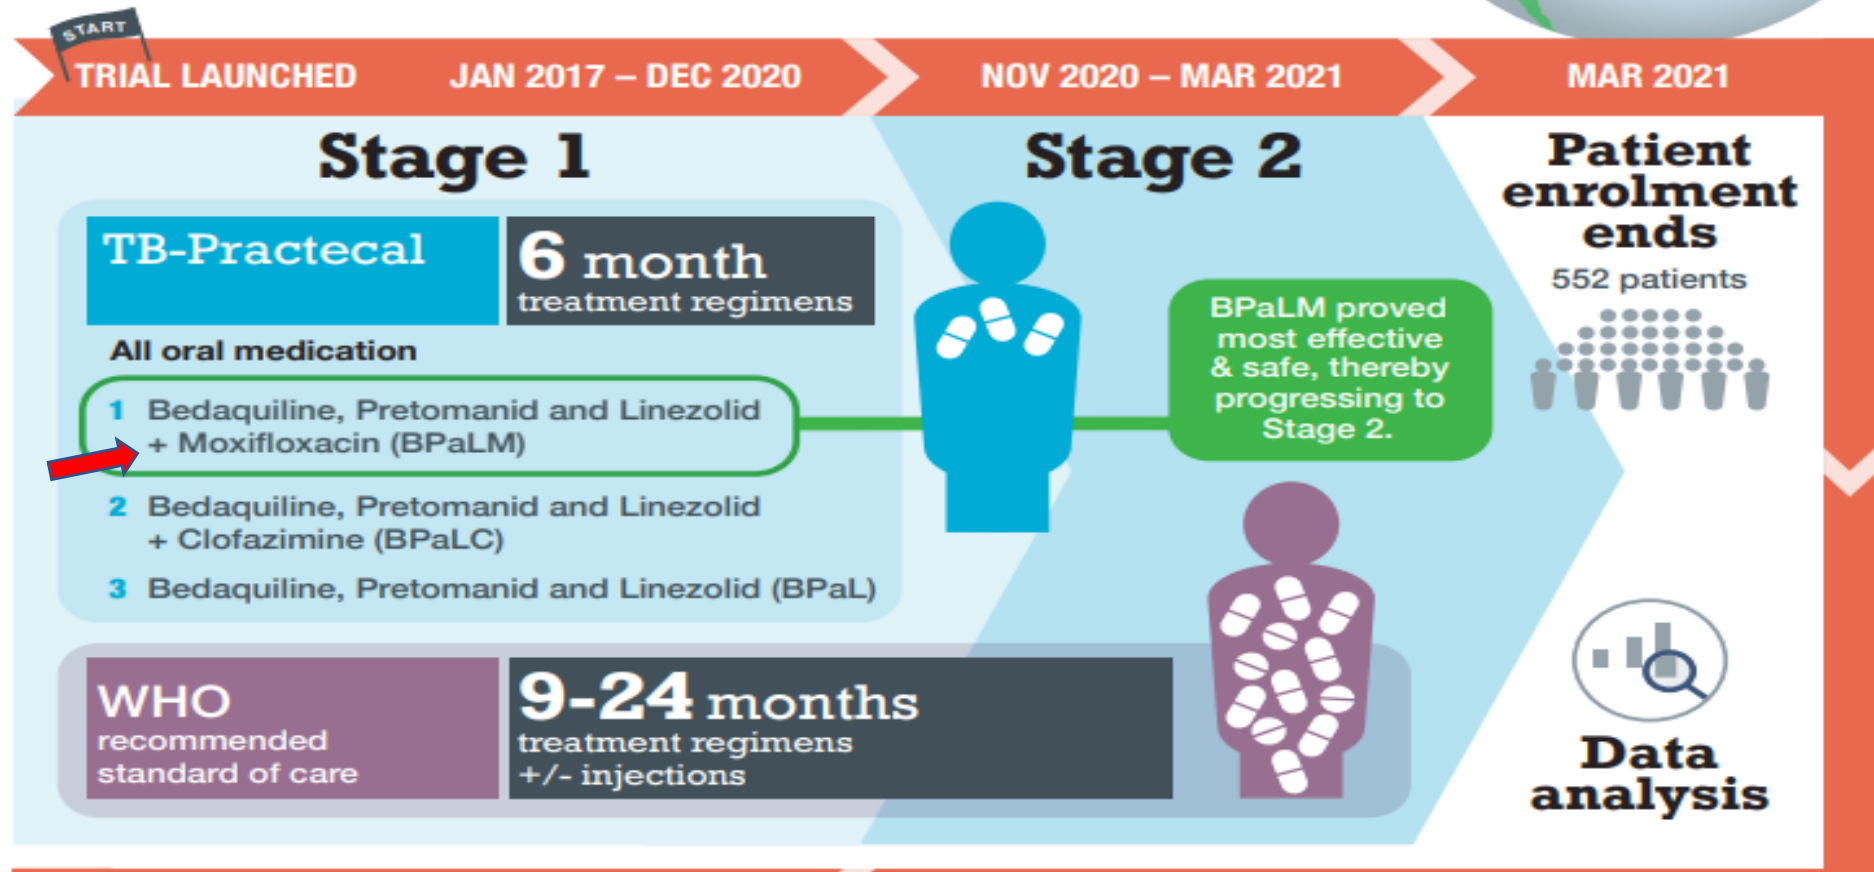 START
TRIAL LAUNCHED
JAN 2017 – DEC 2020
NOV 2020 – MAR 2021
MAR 2021
Stage 1
TB-Practecal
6 month
treatment regimens
All oral medication
1 Bedaquiline, Pretomanid and Linezolid
+ Moxifloxacin (BPaLM)
2 Bedaquiline, Pretomanid and Linezolid
+ Clofazimine (BPaLC)
3 Bedaquiline, Pretomanid and Linezolid (BPaL)
WHO
recommended
standard of care
9-24 months
treatment regimens
+/- injections
Stage 2
BPaLM proved
most effective
& safe, thereby
progressing to
Stage 2.
Patient
enrolment
ends
552 patients
Data
analysis